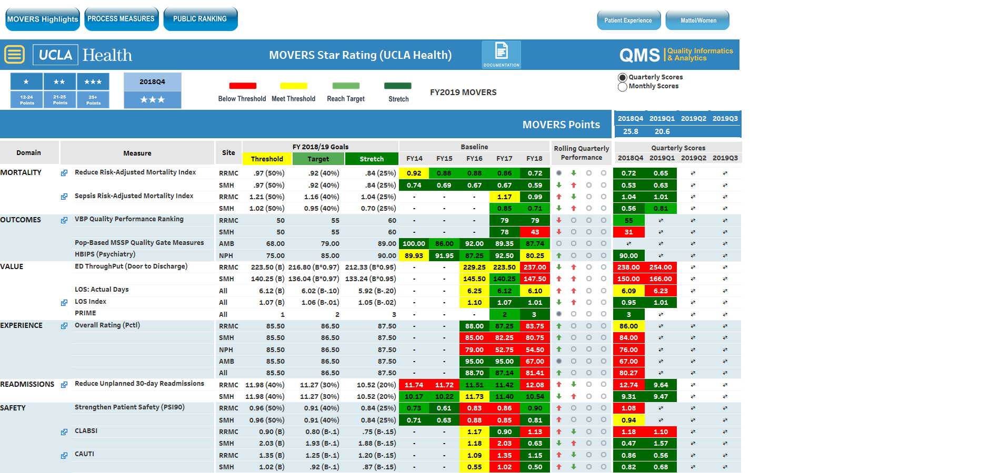 MOVERS Highlights PROCESS MEASURES PUBLIC RANKING Patient Experience Mattel/Women
UCLA Health MOVERS Star Rating (UCLA Health) DOCUMENTATION QMS Quality Informatics & Analytics
★ ★★ ★★★ 2018Q4
12-24 Points 21-25 Points 25+ Points ★★★
Below Threshold Meet Threshold Reach Target Stretch FY2019 MOVERS
Quarterly Scores
Monthly Scores
MOVERS Points 2018Q4 2019Q1 2019Q2 2019Q3
25.8 20.6
Domain Measure Site FY 2018/19 Goals Baseline Rolling Quarterly Performance Quarterly Scores
Threshold Target Stretch FY14 FY15 FY16 FY17 FY18 2018Q4 2019Q1 2019Q2 2019Q3
MORTALITY Reduce Risk-Adjusted Mortality Index RRMC .97 (50%) .92 (40%) .84 (25%) 0.92 0.88 0.88 0.86 0.72 0.72 0.65
SMH .97 (50%) .92 (40%) .84 (25%) 0.74 0.69 0.67 0.67 0.59 0.53 0.63
Sepsis Risk-Adjusted Mortality Index RRMC 1.21 (50%) 1.16 (40%) 1.04 (25%) - - - 1.17 0.99 1.04 1.01
SMH 1.02 (50%) 0.95 (40%) 0.70 (25%) - - - 0.85 0.71 0.56 0.81
OUTCOMES VBP Quality Performance Ranking RRMC 50 55 60 - - - 79 79 55
SMH 50 55 60 - - - 78 43 31
Pop-Based MSSP Quality Gate Measures AMB 68.00 79.00 89.00 100.00 86.00 92.00 89.35 87.74
HBIPS (Psychiatry) NPH 75.00 85.00 90.00 89.93 91.95 87.25 92.50 80.25 90.00
VALUE ED ThroughPut (Door to Discharge) RRMC 223.50 (B) 216.80 (B*0.97) 212.33 (B*0.95) - - 229.25 223.50 237.00 238.00 254.00
SMH 140.25 (B) 136.04 (B*0.97) 133.24 (B*0.95) - - 145.50 140.25 147.50 150.00 166.00
LOS: Actual Days All 6.12 (B) 6.02 (B-.10) 5.92 (B-.20) - - 6.25 6.12 6.10 6.09 6.23
LOS Index All 1.07 (B) 1.06 (B-.01) 1.05 (B-.02) - - 1.10 1.07 1.01 0.95 1.01
PRIME All 1 2 3 - - - 2 3 3
EXPERIENCE Overall Rating (Pctl) RRMC 85.50 86.50 87.50 - - 88.00 87.25 83.75 86.00
SMH 85.50 86.50 87.50 - - 85.00 82.25 80.75 84.00
NPH 85.50 86.50 87.50 - - 79.00 52.75 54.50 76.00
AMB 85.50 86.50 87.50 - - 95.00 95.00 67.00 67.00
All 85.50 86.50 87.50 - - 88.70 87.14 81.41 80.27
READMISSIONS Reduce Unplanned 30-day Readmissions RRMC 11.98 (40%) 11.27 (30%) 10.52 (20%) 11.74 11.72 11.51 11.42 12.08 12.74 9.64
SMH 11.98 (40%) 11.27 (30%) 10.52 (20%) 10.17 10.22 11.73 11.40 10.54 9.31 9.47
SAFETY Strengthen Patient Safety (PSI90) RRMC 0.96 (50%) 0.91 (40%) 0.84 (25%) 0.73 0.61 0.83 0.86 0.90 1.08
SMH 0.96 (50%) 0.91 (40%) 0.84 (25%) 0.71 0.63 0.88 0.85 0.81 0.94
CLABSI RRMC 0.90 (B) 0.80 (B-.1) .75 (B-.15) - - 1.17 0.90 1.13 1.18 1.10
SMH 2.03 (B) 1.93 (B-.1) 1.88 (B-.15) - - 1.18 2.03 0.63 0.47 1.57
CAUTI RRMC 1.35 (B) 1.25 (B-.1) 1.20 (B-.15) - - 1.09 1.35 1.15 0.86 0.56
SMH 1.02 (B) .92 (B-.1) .87 (B-.15) - - 0.55 1.02 0.50 0.82 0.68